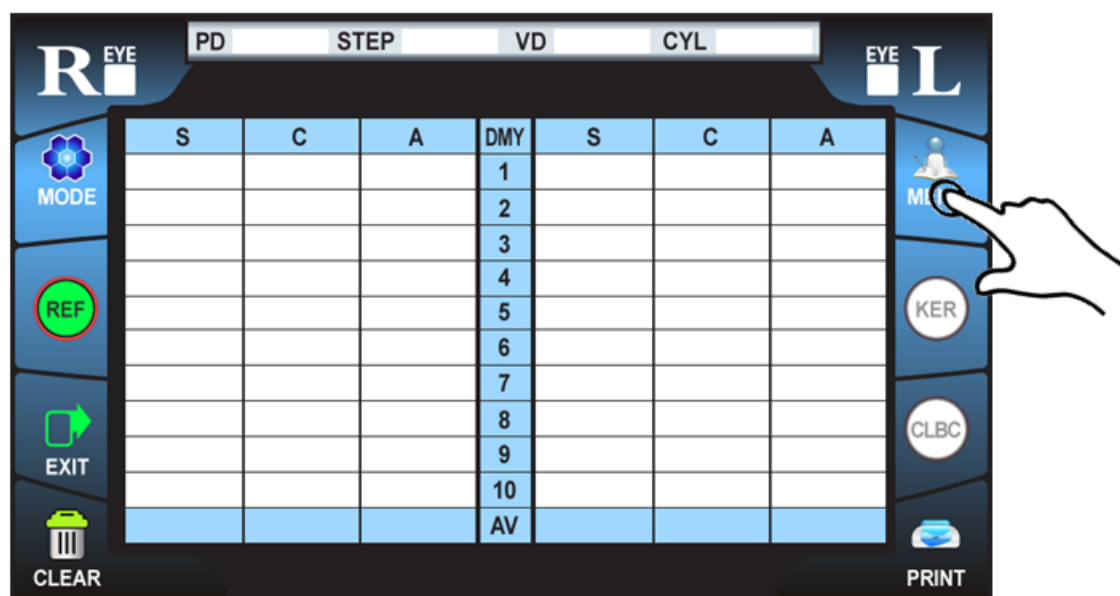 R EYE PD STEP VD CYL EYE L
S C A DMY S C A
1
MODE
2
3
4
REF 5 KER
6
7
8 CLBC
9
EXIT
10
AV
CLEAR PRINT